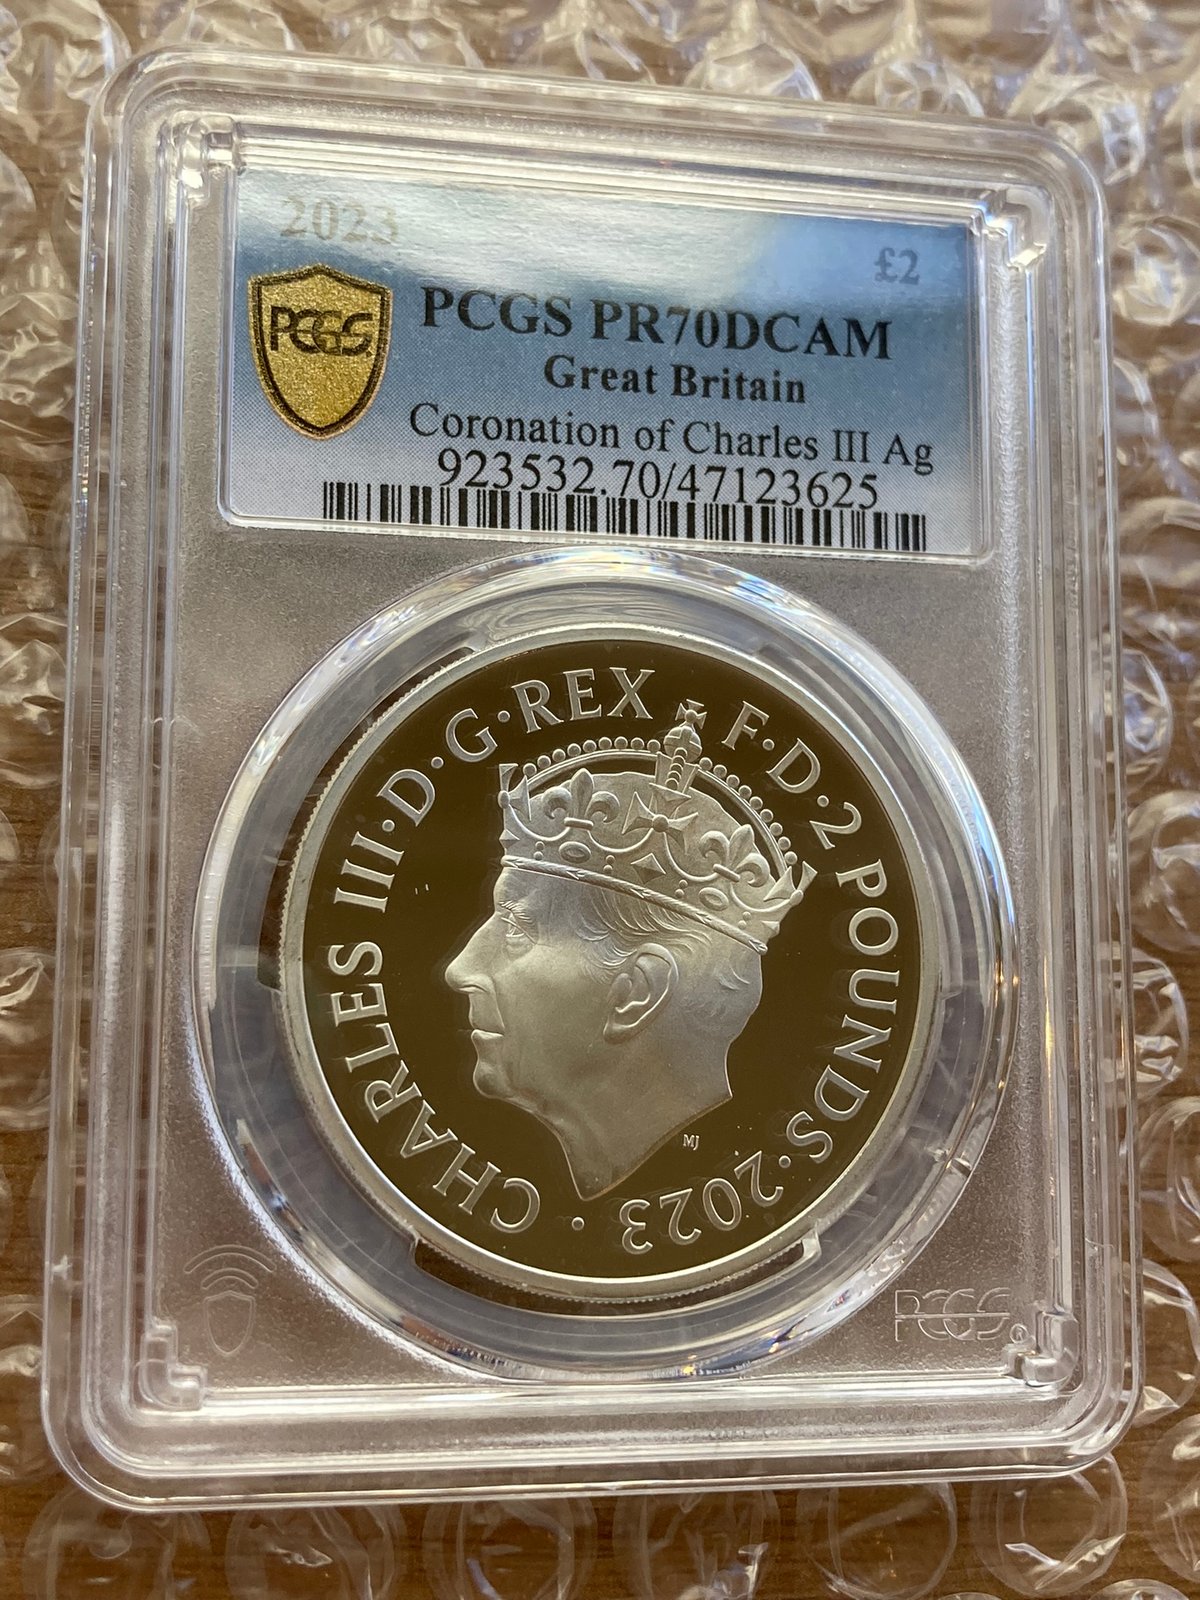 2023
£2
PCGS
PCGS PR70DCAM
Great Britain
Coronation of Charles III Ag
923532.70/47123625
· CHARLES III · D · G · REX F · D · 2 POUNDS · 2023
MJ
PCGS